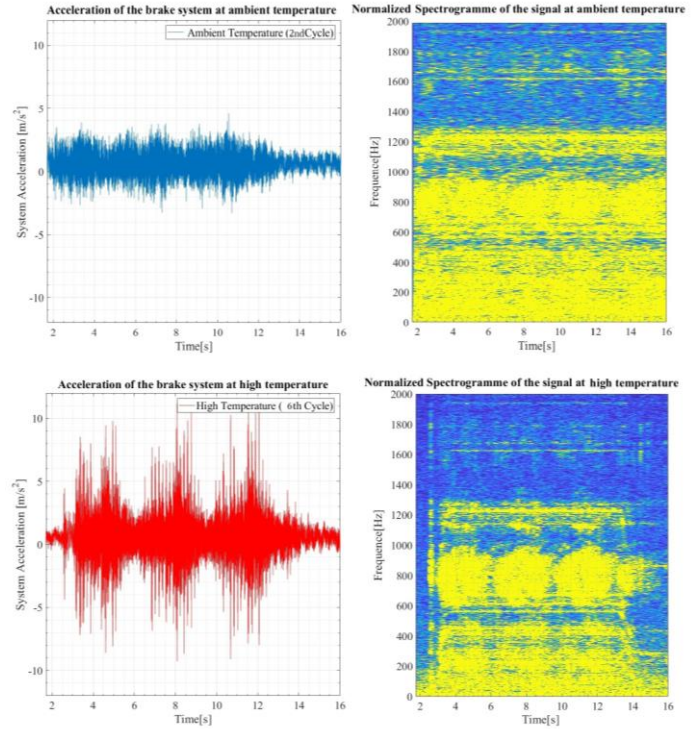 Acceleration of the brake system at ambient temperature
Ambient Temperature (2ndCycle)
10
5
0
-5
-10
System Acceleration [m/s²]
2 4 6 8 10 12 14 16
Time[s]
Normalized Spectrogramme of the signal at ambient temperature
2000
1800
1600
1400
1200
1000
800
600
400
200
0
Frequence[Hz]
2 4 6 8 10 12 14 16
Time[s]
Acceleration of the brake system at high temperature
High Temperature ( 6th Cycle)
10
5
0
-5
-10
System Acceleration [m/s²]
2 4 6 8 10 12 14 16
Time[s]
Normalized Spectrogramme of the signal at high temperature
2000
1800
1600
1400
1200
1000
800
600
400
200
0
Frequence[Hz]
2 4 6 8 10 12 14 16
Time[s]